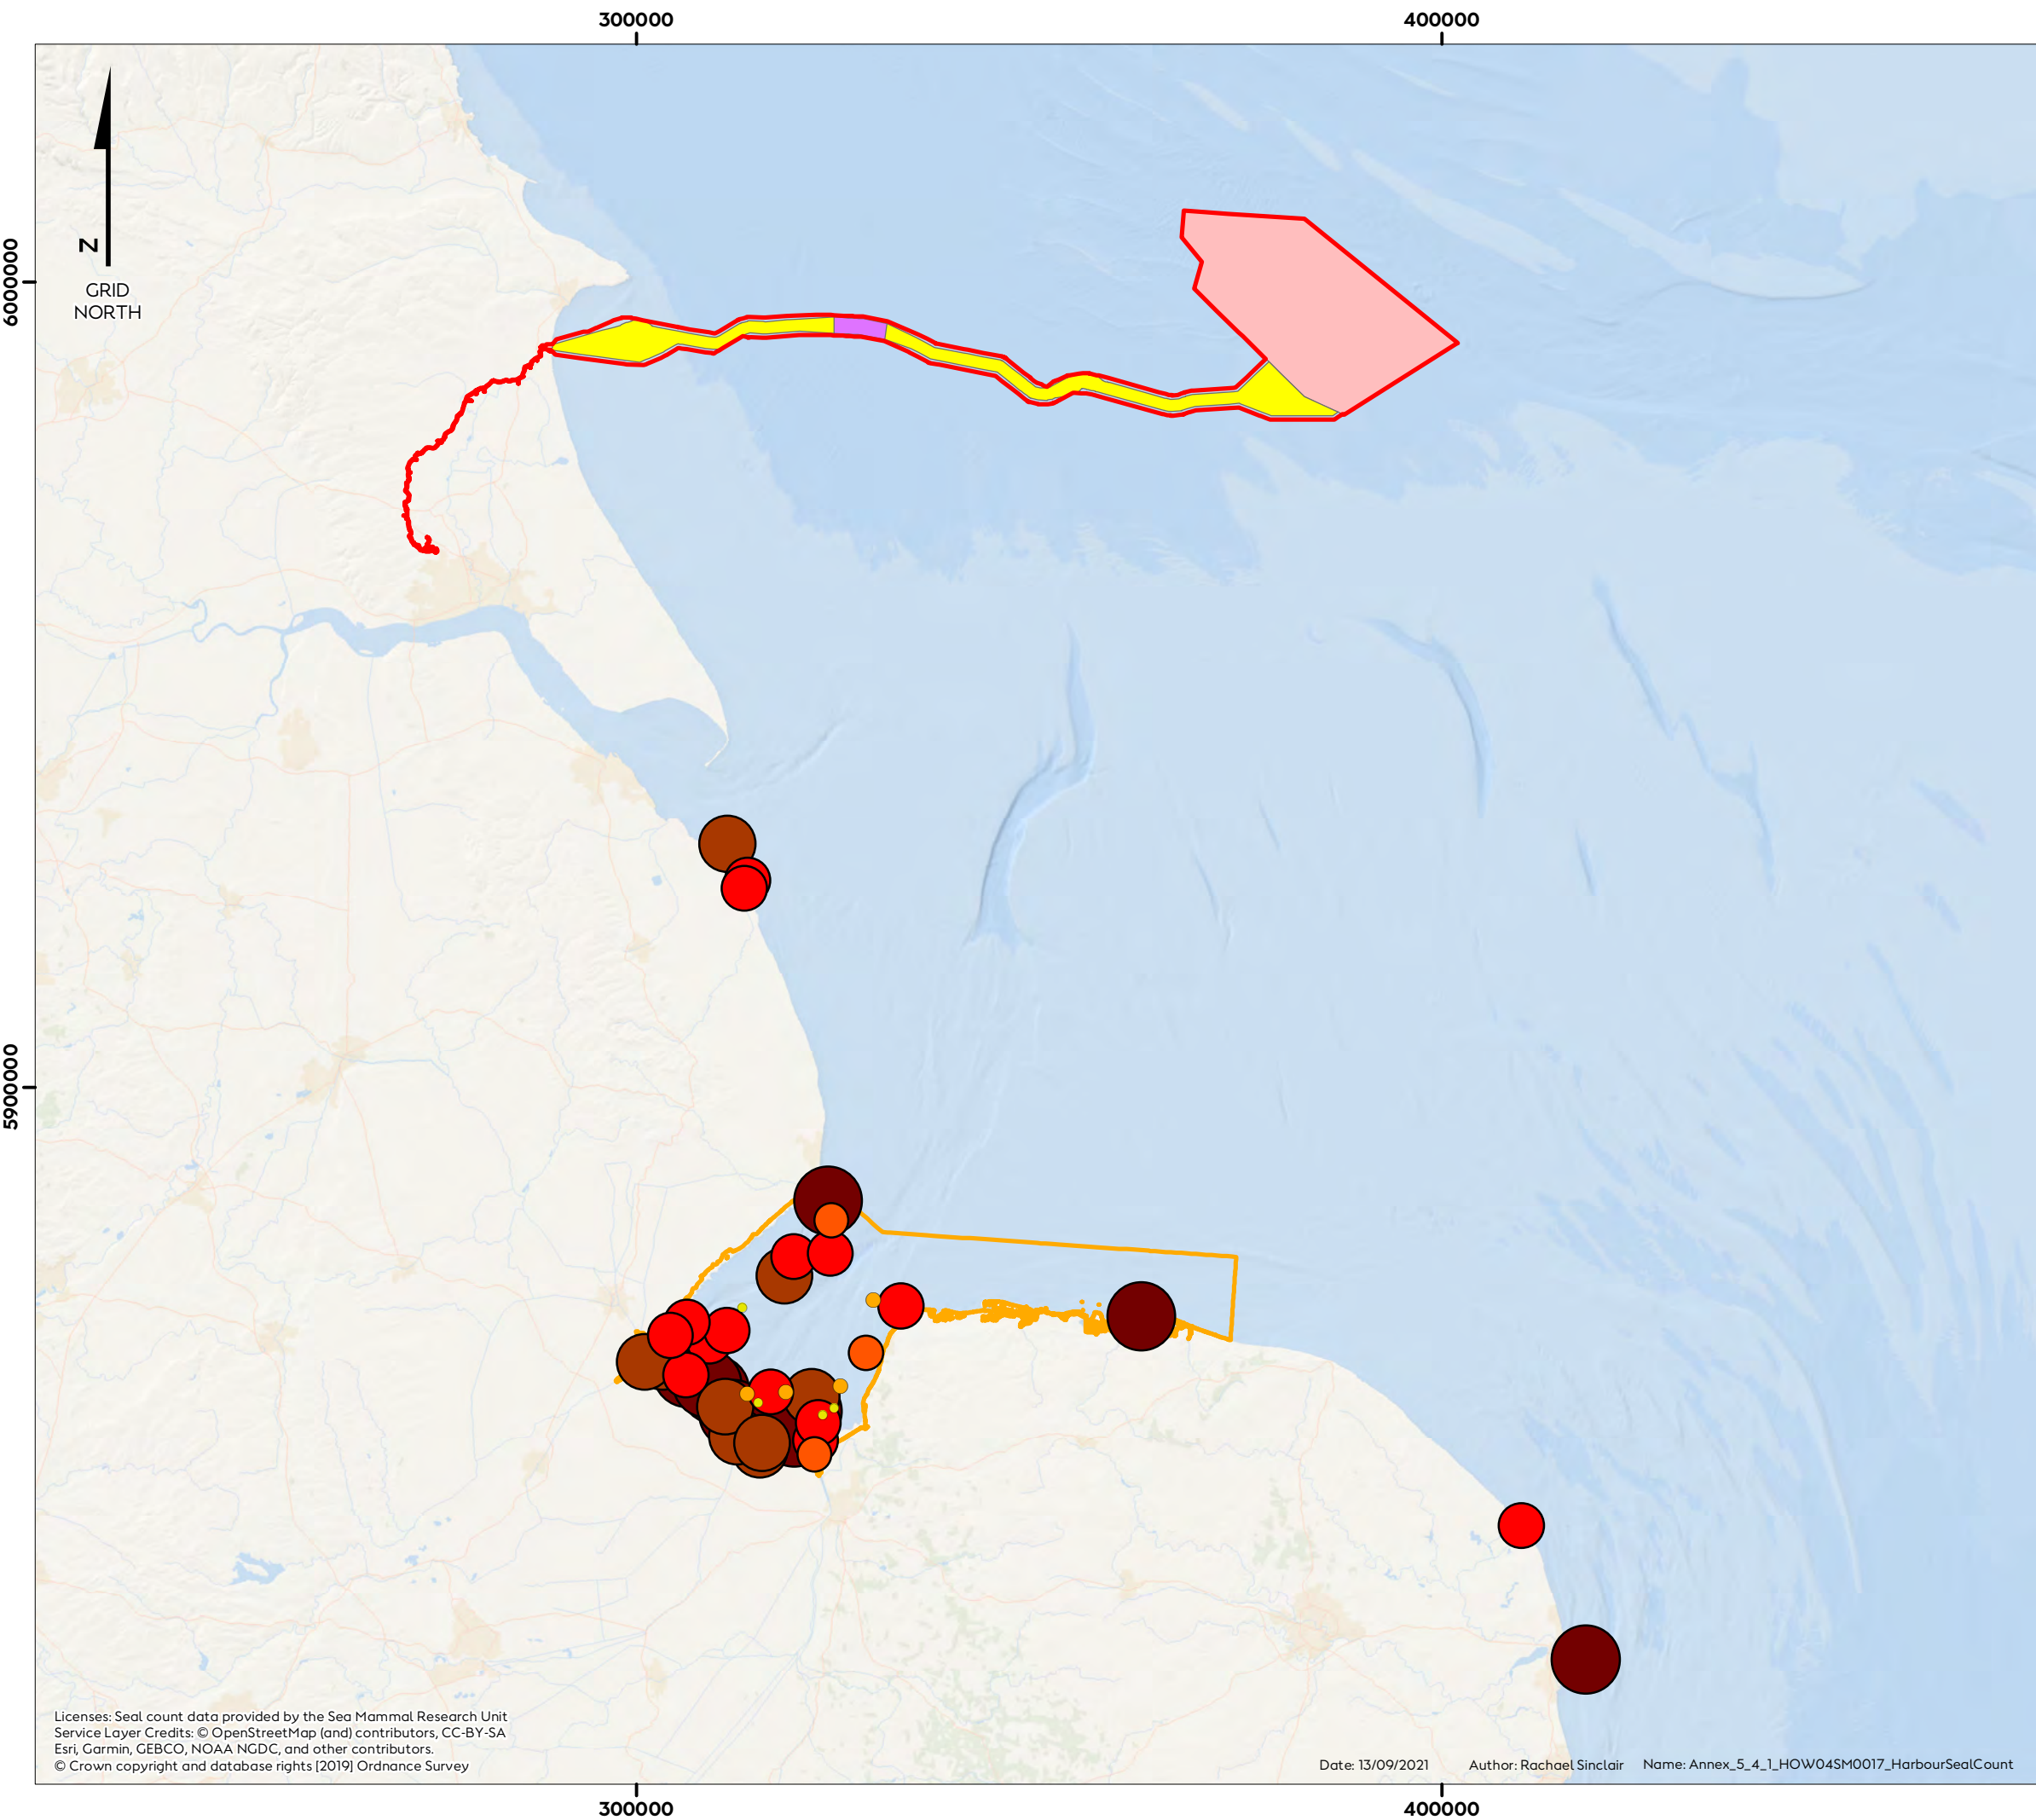 300000
400000
6000000
N
GRID
NORTH
5900000
Licenses: Seal count data provided by the Sea Mammal Research Unit
Service Layer Credits: © OpenStreetMap (and) contributors, CC-BY-SA
Esri, Garmin, GEBCO, NOAA NGDC, and other contributors.
© Crown copyright and database rights [2019] Ordnance Survey
Date: 13/09/2021
Author: Rachael Sinclair
Name: Annex_5_4_1_HOW04SM0017_HarbourSealCount
300000
400000